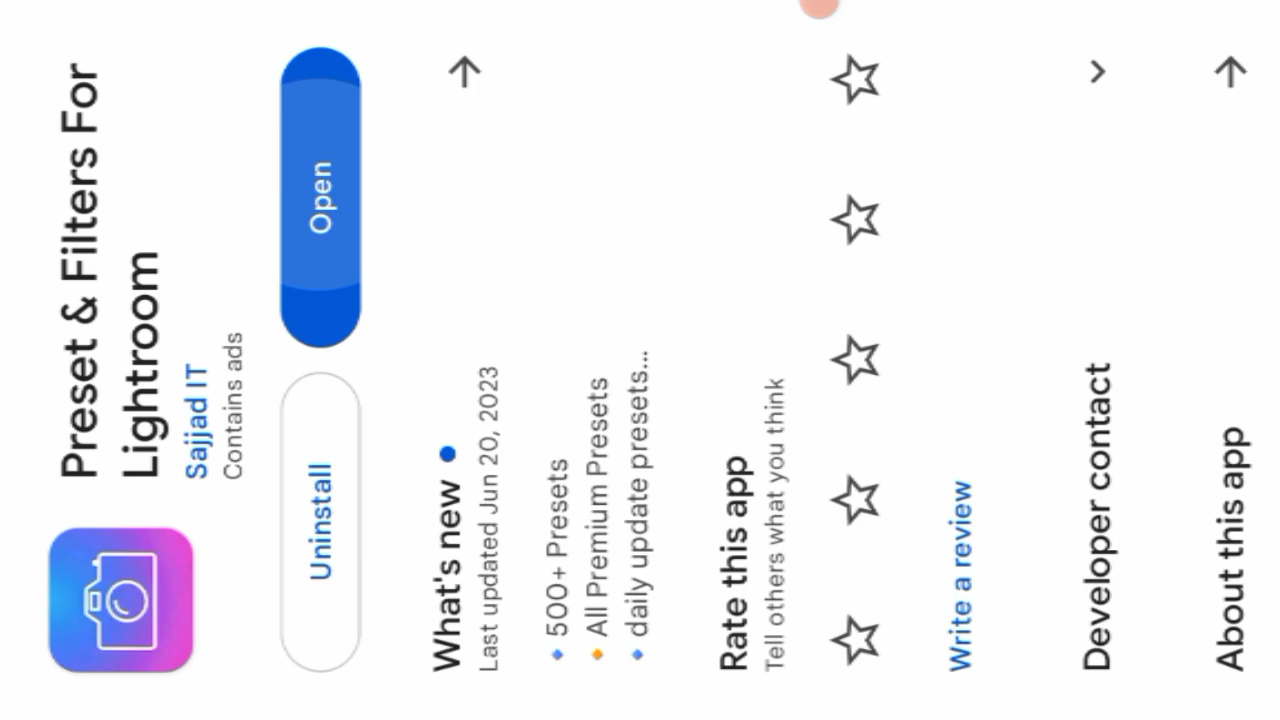 Preset & Filters For
Lightroom
Sajjad IT
Contains ads
Uninstall
Open
What's new
Last updated Jun 20, 2023
500+ Presets
All Premium Presets
daily update presets...
Rate this app
Tell others what you think
Write a review
Developer contact
About this app